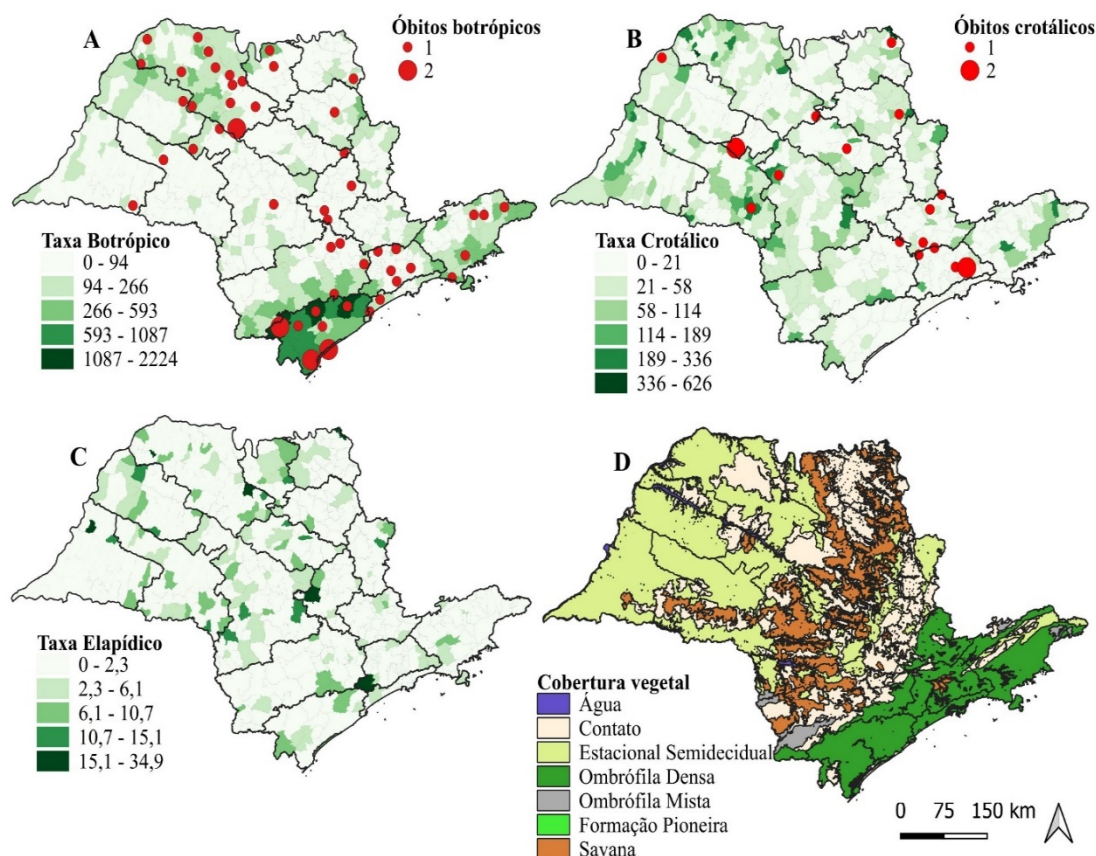 A
Óbitos botrópicos
1
2
Taxa Botrópico
0 - 94
94 - 266
266 - 593
593 - 1087
1087 - 2224
B
Óbitos crotálicos
1
2
Taxa Crotálico
0 - 21
21 - 58
58 - 114
114 - 189
189 - 336
336 - 626
C
Taxa Elapídico
0 - 2,3
2,3 - 6,1
6,1 - 10,7
10,7 - 15,1
15,1 - 34,9
D
Cobertura vegetal
Água
Contato
Estacional Semidecidual
Ombrófila Densa
Ombrófila Mista
Formação Pioneira
Savana
0 75 150 km